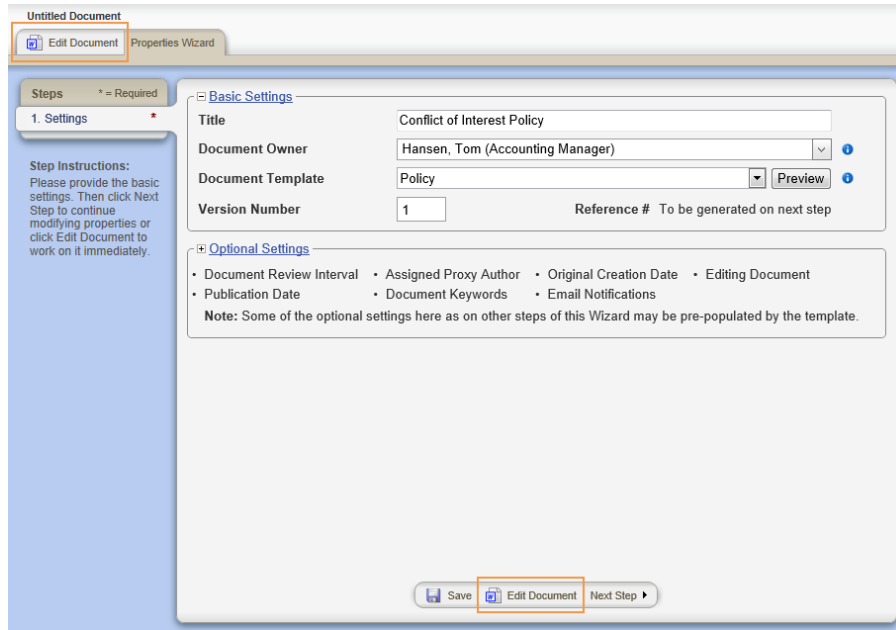 Untitled Document
Edit Document Properties Wizard
Steps * = Required
1. Settings *
Step Instructions:
Please provide the basic
settings. Then click Next
Step to continue
modifying properties or
click Edit Document to
work on it immediately.
Basic Settings
Title Conflict of Interest Policy
Document Owner Hansen, Tom (Accounting Manager)
Document Template Policy Preview
Version Number 1 Reference # To be generated on next step
Optional Settings
• Document Review Interval • Assigned Proxy Author • Original Creation Date • Editing Document
• Publication Date • Document Keywords • Email Notifications
Note: Some of the optional settings here as on other steps of this Wizard may be pre-populated by the template.
Save Edit Document Next Step